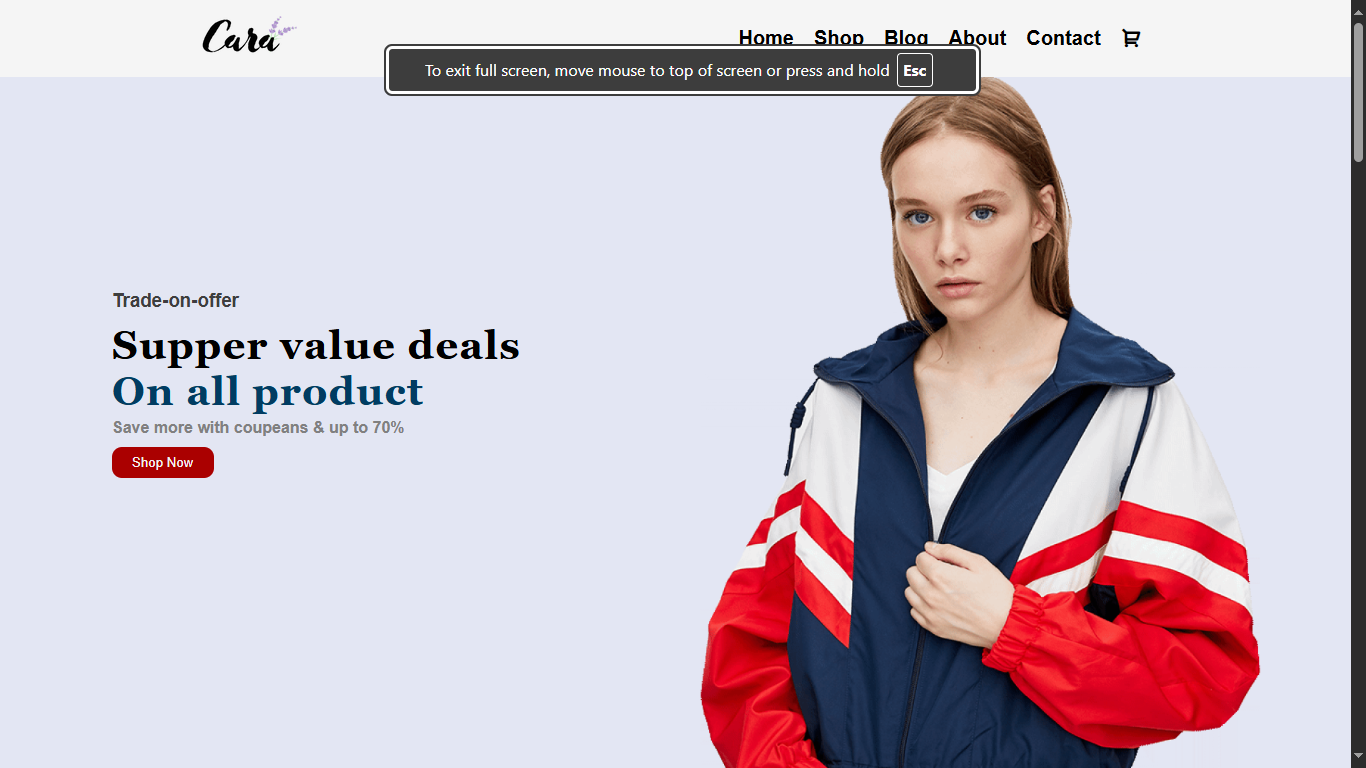 Cara
Home Shop Blog About Contact
To exit full screen, move mouse to top of screen or press and hold Esc
Trade-on-offer
Supper value deals
On all product
Save more with coupeans & up to 70%
Shop Now